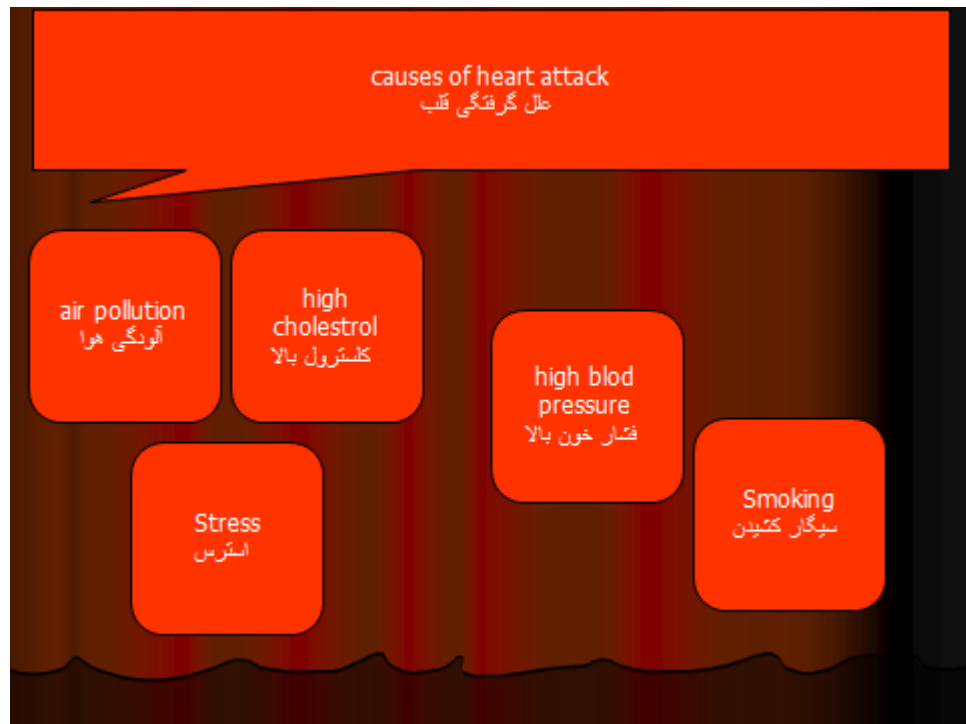 causes of heart attack
علل گرفتگی قلب
air pollution
آلودگی هوا
high
cholestrol
کلسترول بالا
high blod
pressure
فشار خون بالا
Stress
استرس
Smoking
سیگار کشیدن